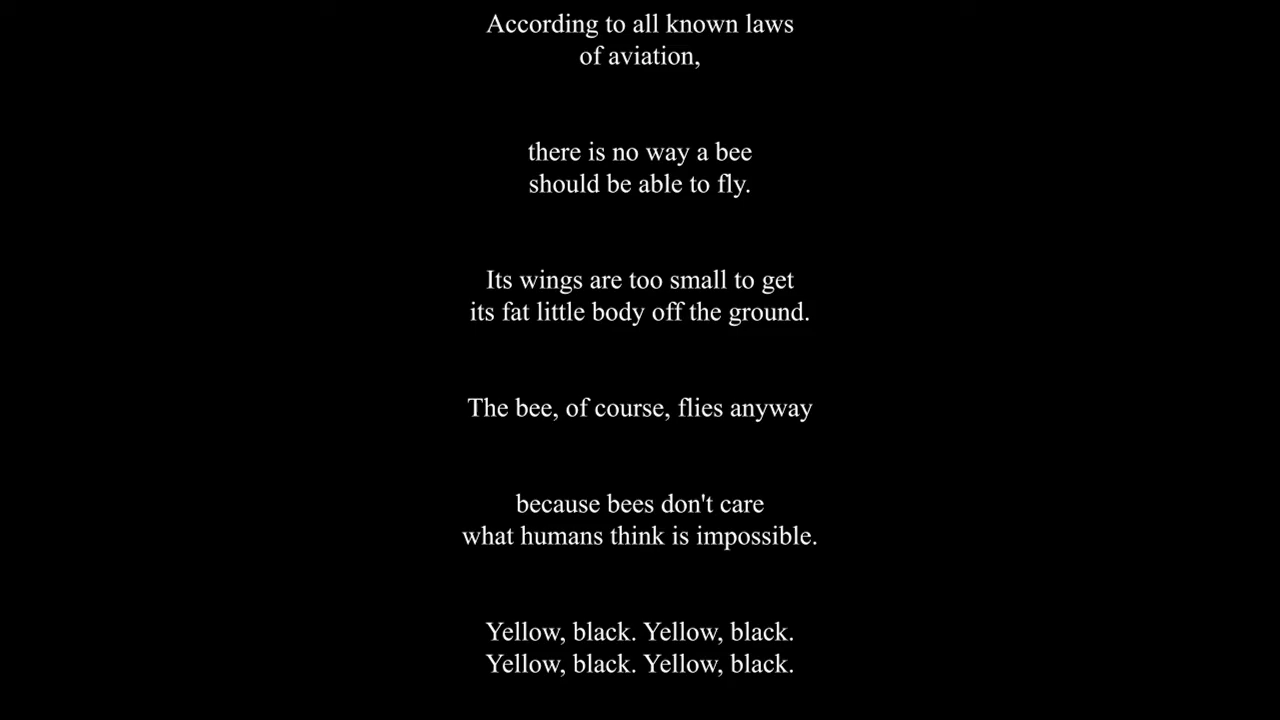 According to all known laws
of aviation,
there is no way a bee
should be able to fly.
Its wings are too small to get
its fat little body off the ground.
The bee, of course, flies anyway
because bees don't care
what humans think is impossible.
Yellow, black. Yellow, black.
Yellow, black. Yellow, black.